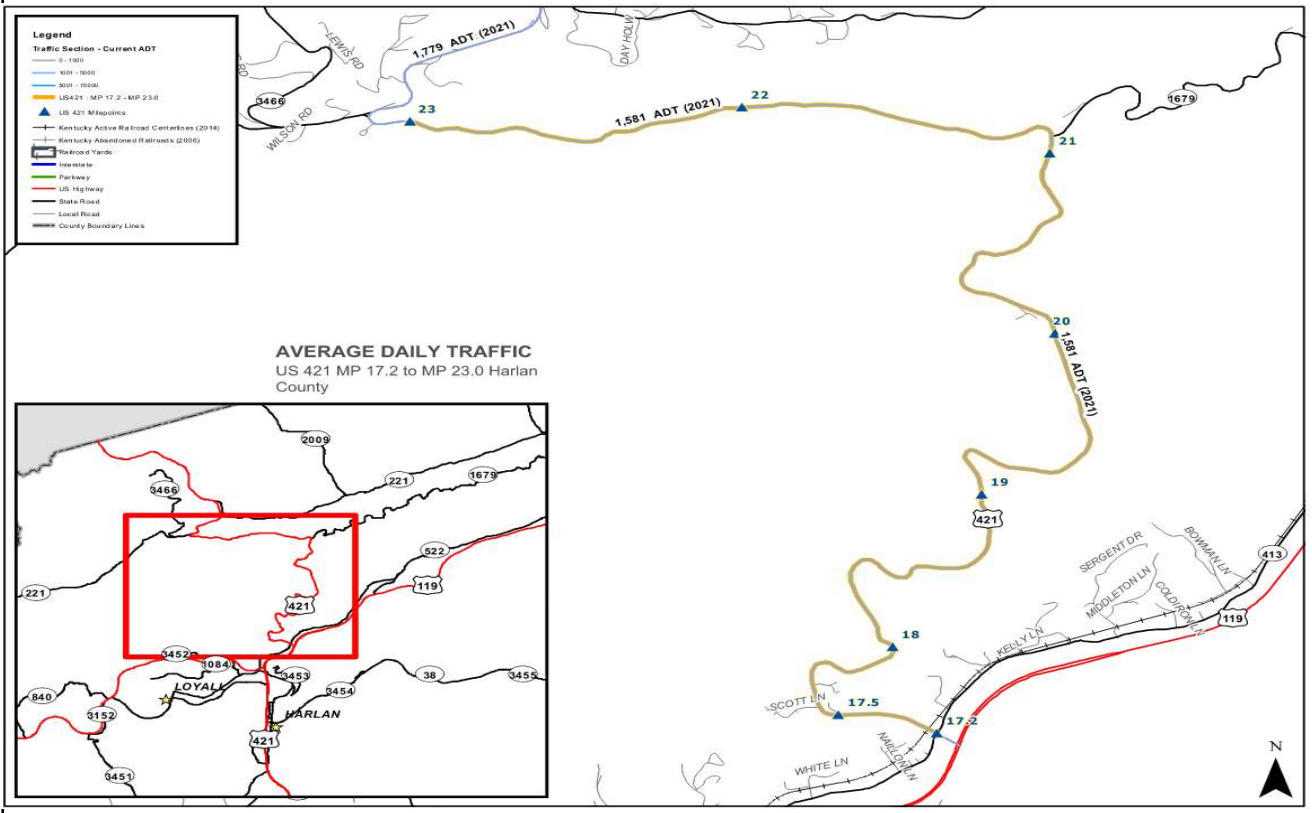 Legend
Traffic Section - Current ADT
0 - 1000
1001 - 5000
5001 - 10000
US421 : MP 17.2 - MP 23.0
US 421 Milepoints
Kentucky Active Railroad Centerlines (2014)
Kentucky Abandoned Railroads (2006)
Railroad Yards
Interstate
Parkway
US Highway
State Road
Local Road
County Boundary Lines
RD
LEWIS RD
3466
WILSON RD
1,779 ADT (2021)
DAY HOLW
23
1,581 ADT (2021)
22
1679
21
20
1,581 ADT (2021)
19
421
18
SCOTT LN
17.5
17.2
NAILLON LN
WHITE LN
KELLY LN
SERGENT DR
MIDDLETON LN
COLDIRON LN
BOWMAN LN
413
119
N
AVERAGE DAILY TRAFFIC
US 421 MP 17.2 to MP 23.0 Harlan
County
2009
221
1679
3466
522
119
221
421
3452
1084
3453
3454
38
3455
840
LOYALL
3152
HARLAN
421
3451